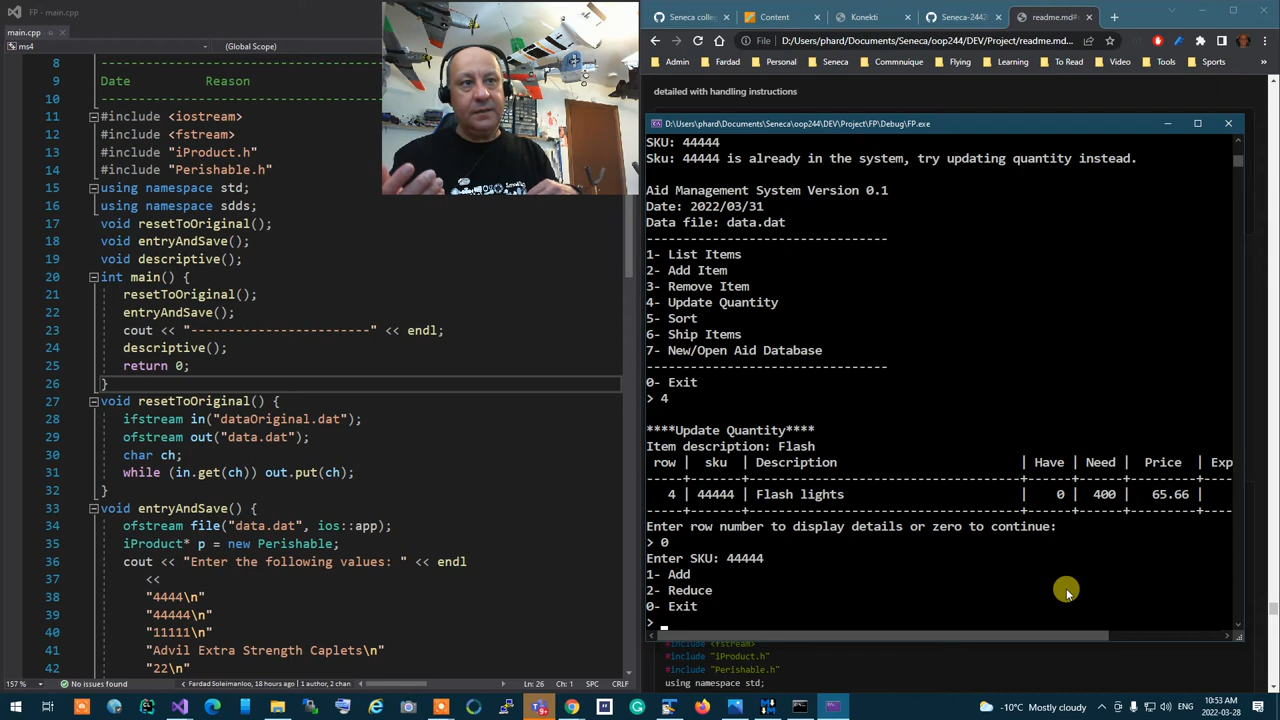 FP - main.cpp
main.cpp
ms4
(Global Scope)
8
9
Date Reason
10
11 #include <iostream>
12 #include <fstream>
13 #include "iProduct.h"
14 #include "Perishable.h"
15 using namespace std;
16 using namespace sdds;
17 void resetToOriginal();
18 void entryAndSave();
19 void descriptive();
20 int main() {
21 resetToOriginal();
22 entryAndSave();
23 cout << "------------------------" << endl;
24 descriptive();
25 return 0;
26 }
27 void resetToOriginal() {
28 ifstream in("dataOriginal.dat");
29 ofstream out("data.dat");
30 char ch;
31 while (in.get(ch)) out.put(ch);
32 }
33 void entryAndSave() {
34 ofstream file("data.dat", ios::app);
35 iProduct* p = new Perishable;
36 cout << "Enter the following values: " << endl
37 <<
38 "4444\n"
39 "44444\n"
40 "11111\n"
41 "Advil Extra Strength Caplets\n"
42 "22\n"
157 % No issues found Fardad Soleimanloo, 18 hours ago | 1 author, 2 chan Ln: 26 Ch: 1 SPC CRLF
Seneca colle Content Konekti Seneca-2442 readme.md#
File D:/Users/phard/Documents/Seneca/oop244/DEV/Project/readme.md...
Admin Fardad Personal Seneca Commnuique Flying Learning To Read Video Tools Sports
detailed with handling instructions
D:\Users\phard\Documents\Seneca\oop244\DEV\Project\FP\Debug\FP.exe
SKU: 44444
Sku: 44444 is already in the system, try updating quantity instead.
Aid Management System Version 0.1
Date: 2022/03/31
Data file: data.dat
---------------------------------
1- List Items
2- Add Item
3- Remove Item
4- Update Quantity
5- Sort
6- Ship Items
7- New/Open Aid Database
---------------------------------
0- Exit
> 4
****Update Quantity****
Item description: Flash
row | sku | Description | Have | Need | Price | Exp
4 | 44444 | Flash lights | 0 | 400 | 65.66 |
Enter row number to display details or zero to continue:
> 0
Enter SKU: 44444
1- Add
2- Reduce
0- Exit
>
#include <fstream>
#include "iProduct.h"
#include "Perishable.h"
using namespace std;
-10°C Mostly cloudy
10:53 AM
2022-03-28